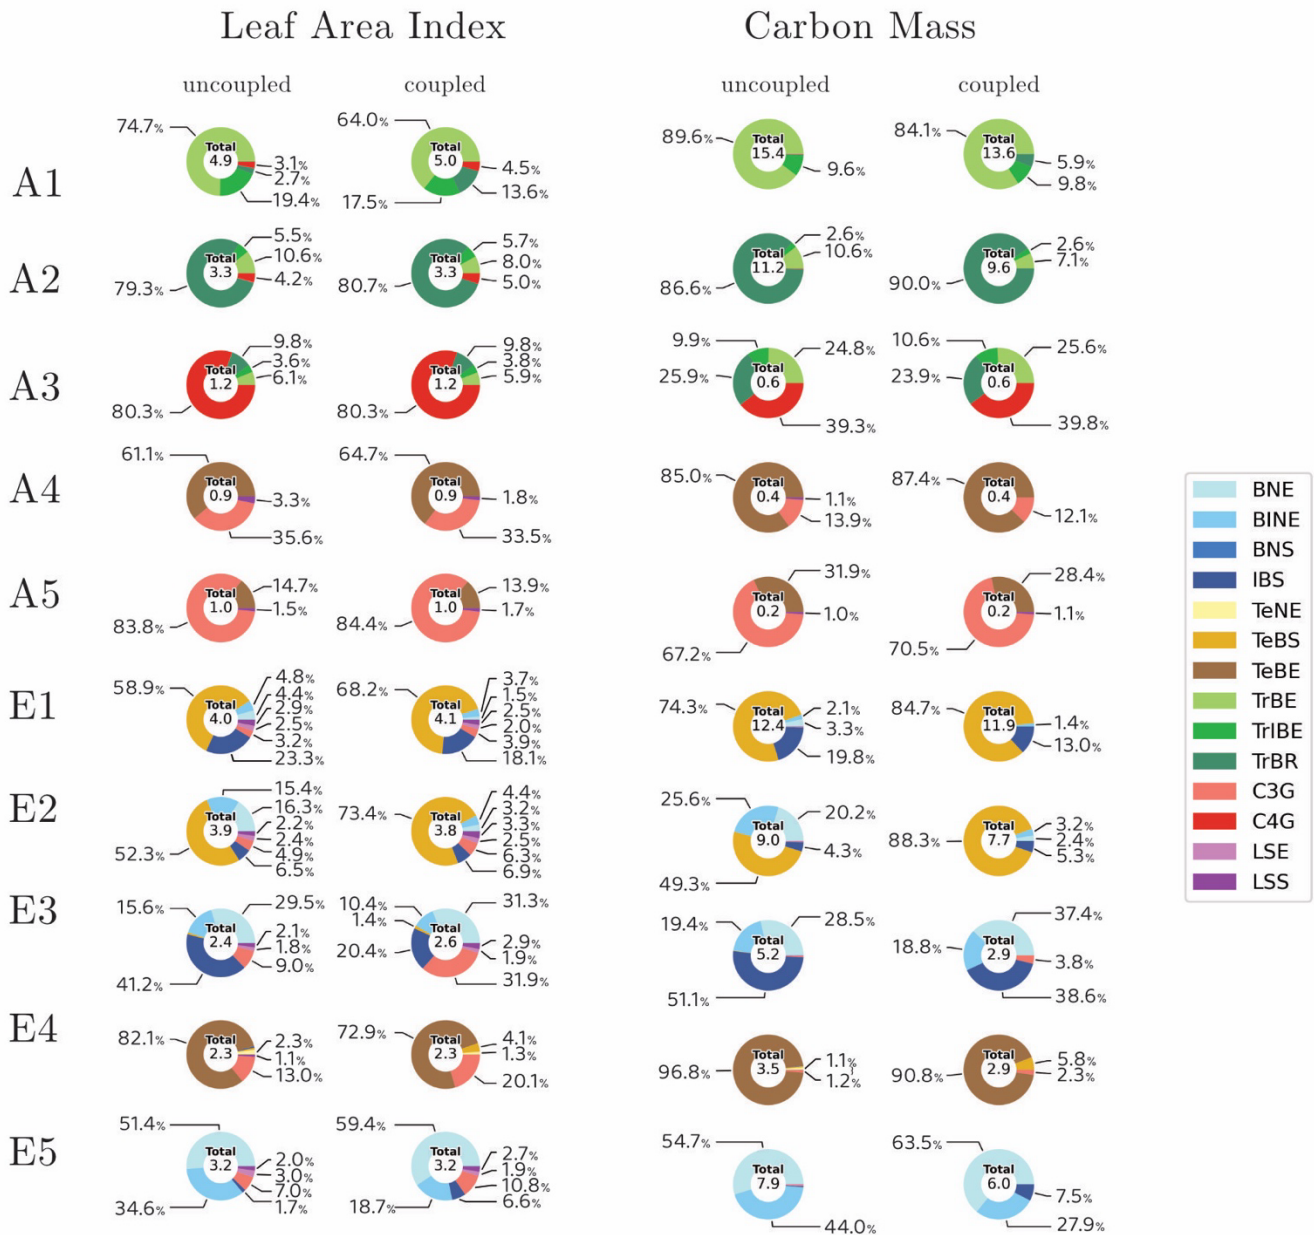 Leaf Area Index
Carbon Mass
uncoupled
coupled
uncoupled
coupled
A1
74.7%
Total
4.9
3.1%
2.7%
19.4%
64.0%
Total
5.0
4.5%
13.6%
17.5%
89.6%
Total
15.4
9.6%
84.1%
Total
13.6
5.9%
9.8%
A2
5.5%
10.6%
Total
3.3
4.2%
79.3%
5.7%
8.0%
Total
3.3
5.0%
80.7%
2.6%
10.6%
Total
11.2
86.6%
2.6%
7.1%
Total
9.6
90.0%
A3
9.8%
3.6%
6.1%
Total
1.2
80.3%
9.8%
3.8%
5.9%
Total
1.2
80.3%
9.9%
24.8%
25.9%
Total
0.6
39.3%
10.6%
25.6%
23.9%
Total
0.6
39.8%
A4
61.1%
Total
0.9
3.3%
35.6%
64.7%
Total
0.9
1.8%
33.5%
85.0%
Total
0.4
1.1%
13.9%
87.4%
Total
0.4
12.1%
A5
14.7%
1.5%
Total
1.0
83.8%
13.9%
1.7%
Total
1.0
84.4%
31.9%
Total
0.2
1.0%
67.2%
28.4%
Total
0.2
1.1%
70.5%
E1
58.9%
Total
4.0
4.8%
4.4%
2.9%
2.5%
3.2%
23.3%
68.2%
Total
4.1
3.7%
1.5%
2.5%
2.0%
3.9%
18.1%
74.3%
Total
12.4
2.1%
3.3%
19.8%
84.7%
Total
11.9
1.4%
13.0%
E2
15.4%
16.3%
2.2%
2.4%
4.9%
6.5%
Total
3.9
52.3%
73.4%
Total
3.8
4.4%
3.2%
3.3%
2.5%
6.3%
6.9%
25.6%
20.2%
Total
9.0
4.3%
49.3%
88.3%
Total
7.7
3.2%
2.4%
5.3%
E3
15.6%
29.5%
Total
2.4
2.1%
1.8%
9.0%
41.2%
10.4%
1.4%
20.4%
31.3%
Total
2.6
2.9%
1.9%
31.9%
19.4%
28.5%
Total
5.2
51.1%
37.4%
18.8%
Total
2.9
3.8%
38.6%
E4
82.1%
Total
2.3
2.3%
1.1%
13.0%
72.9%
Total
2.3
4.1%
1.3%
20.1%
96.8%
Total
3.5
1.1%
1.2%
90.8%
Total
2.9
5.8%
2.3%
E5
51.4%
Total
3.2
2.0%
3.0%
7.0%
1.7%
34.6%
59.4%
Total
3.2
2.7%
1.9%
10.8%
6.6%
18.7%
54.7%
Total
7.9
44.0%
63.5%
Total
6.0
7.5%
27.9%
BNE
BINE
BNS
IBS
TeNE
TeBS
TeBE
TrBE
TrIBE
TrBR
C3G
C4G
LSE
LSS